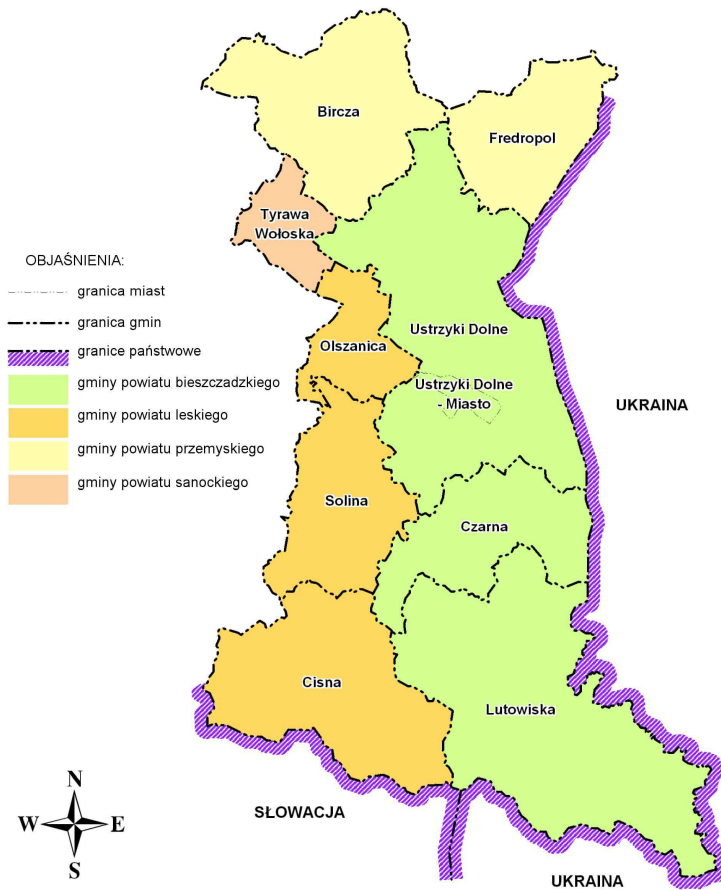 Bircza
Fredropol
Tyrawa
Wołoska
OBJAŚNIENIA:
granica miast
granica gmin
granice państwowe
gminy powiatu bieszczadzkiego
gminy powiatu leskiego
gminy powiatu przemyskiego
gminy powiatu sanockiego
Olszanica
Ustrzyki Dolne
Ustrzyki Dolne
- Miasto
UKRAINA
Solina
Czarna
Cisna
Lutowiska
N
W
E
S
SŁOWACJA
UKRAINA